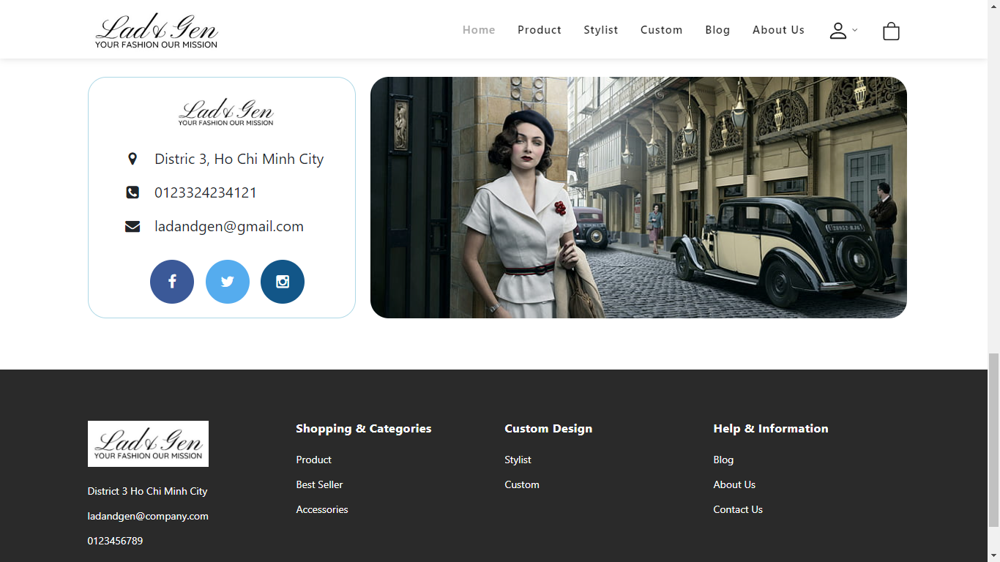 Lad & Gen
YOUR FASHION OUR MISSION
Home
Product
Stylist
Custom
Blog
About Us
Lad & Gen
YOUR FASHION OUR MISSION
Distric 3, Ho Chi Minh City
0123324234121
ladandgen@gmail.com
Lad & Gen
YOUR FASHION OUR MISSION
District 3 Ho Chi Minh City
ladandgen@company.com
0123456789
Shopping & Categories
Product
Best Seller
Accessories
Custom Design
Stylist
Custom
Help & Information
Blog
About Us
Contact Us